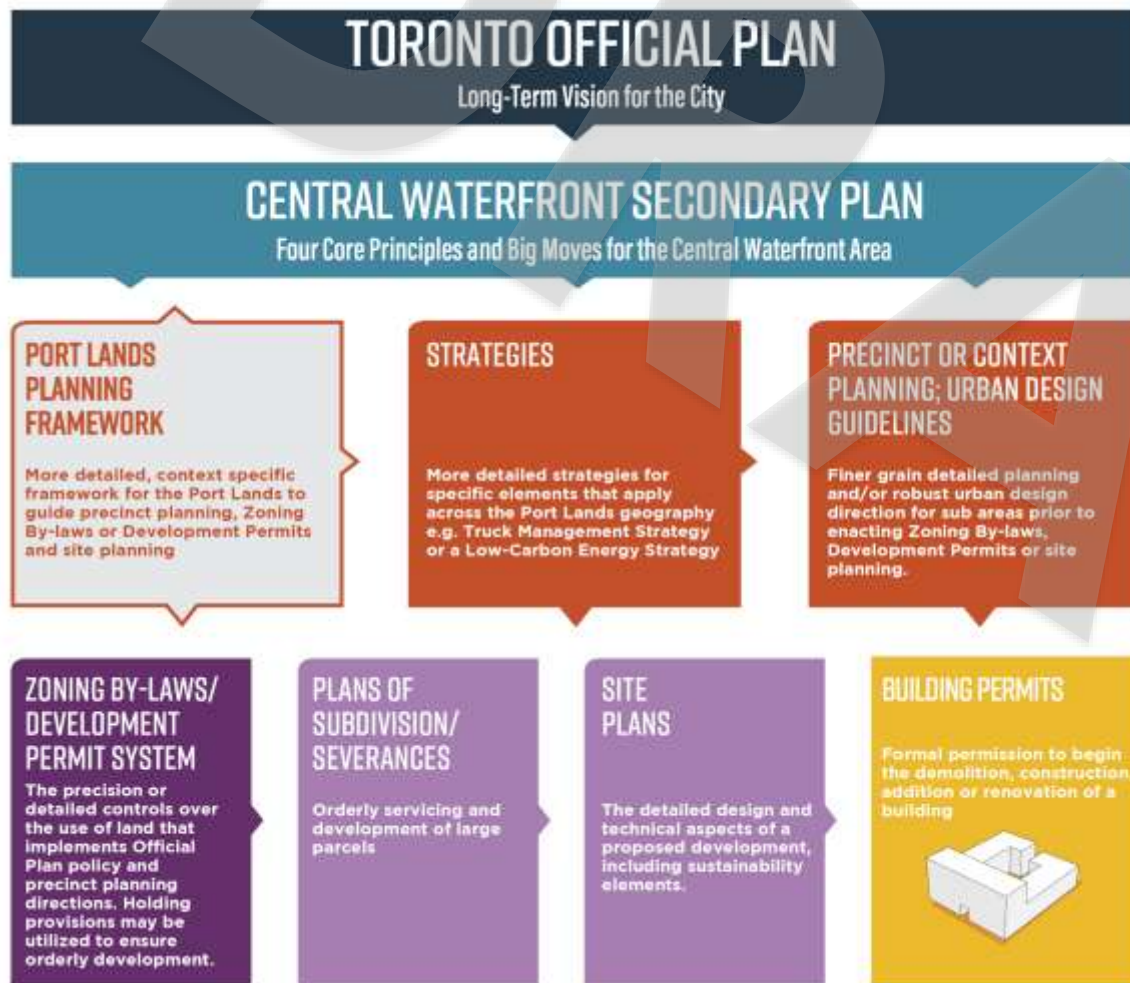 TORONTO OFFICIAL PLAN
Long-Term Vision for the City
CENTRAL WATERFRONT SECONDARY PLAN
Four Core Principles and Big Moves for the Central Waterfront Area
PORT LANDS
PLANNING
FRAMEWORK
More detailed, context specific
framework for the Port Lands to
guide precinct planning, Zoning
By-laws or Development Permits
and site planning
STRATEGIES
More detailed strategies for
specific elements that apply
across the Port Lands geography
e.g. Truck Management Strategy
or a Low-Carbon Energy Strategy
PRECINCT OR CONTEXT
PLANNING; URBAN DESIGN
GUIDELINES
Finer grain detailed planning
and/or robust urban design
direction for sub areas prior to
enacting Zoning By-laws,
Development Permits or site
planning.
ZONING BY-LAWS/
DEVELOPMENT
PERMIT SYSTEM
The precision or
detailed controls over
the use of land that
implements Official
Plan policy and
precinct planning
directions. Holding
provisions may be
utilized to ensure
orderly development.
PLANS OF
SUBDIVISION/
SEVERANCES
Orderly servicing and
development of large
parcels
SITE
PLANS
The detailed design and
technical aspects of a
proposed development,
including sustainability
elements.
BUILDING PERMITS
Formal permission to begin
the demolition, construction
addition or renovation of a
building